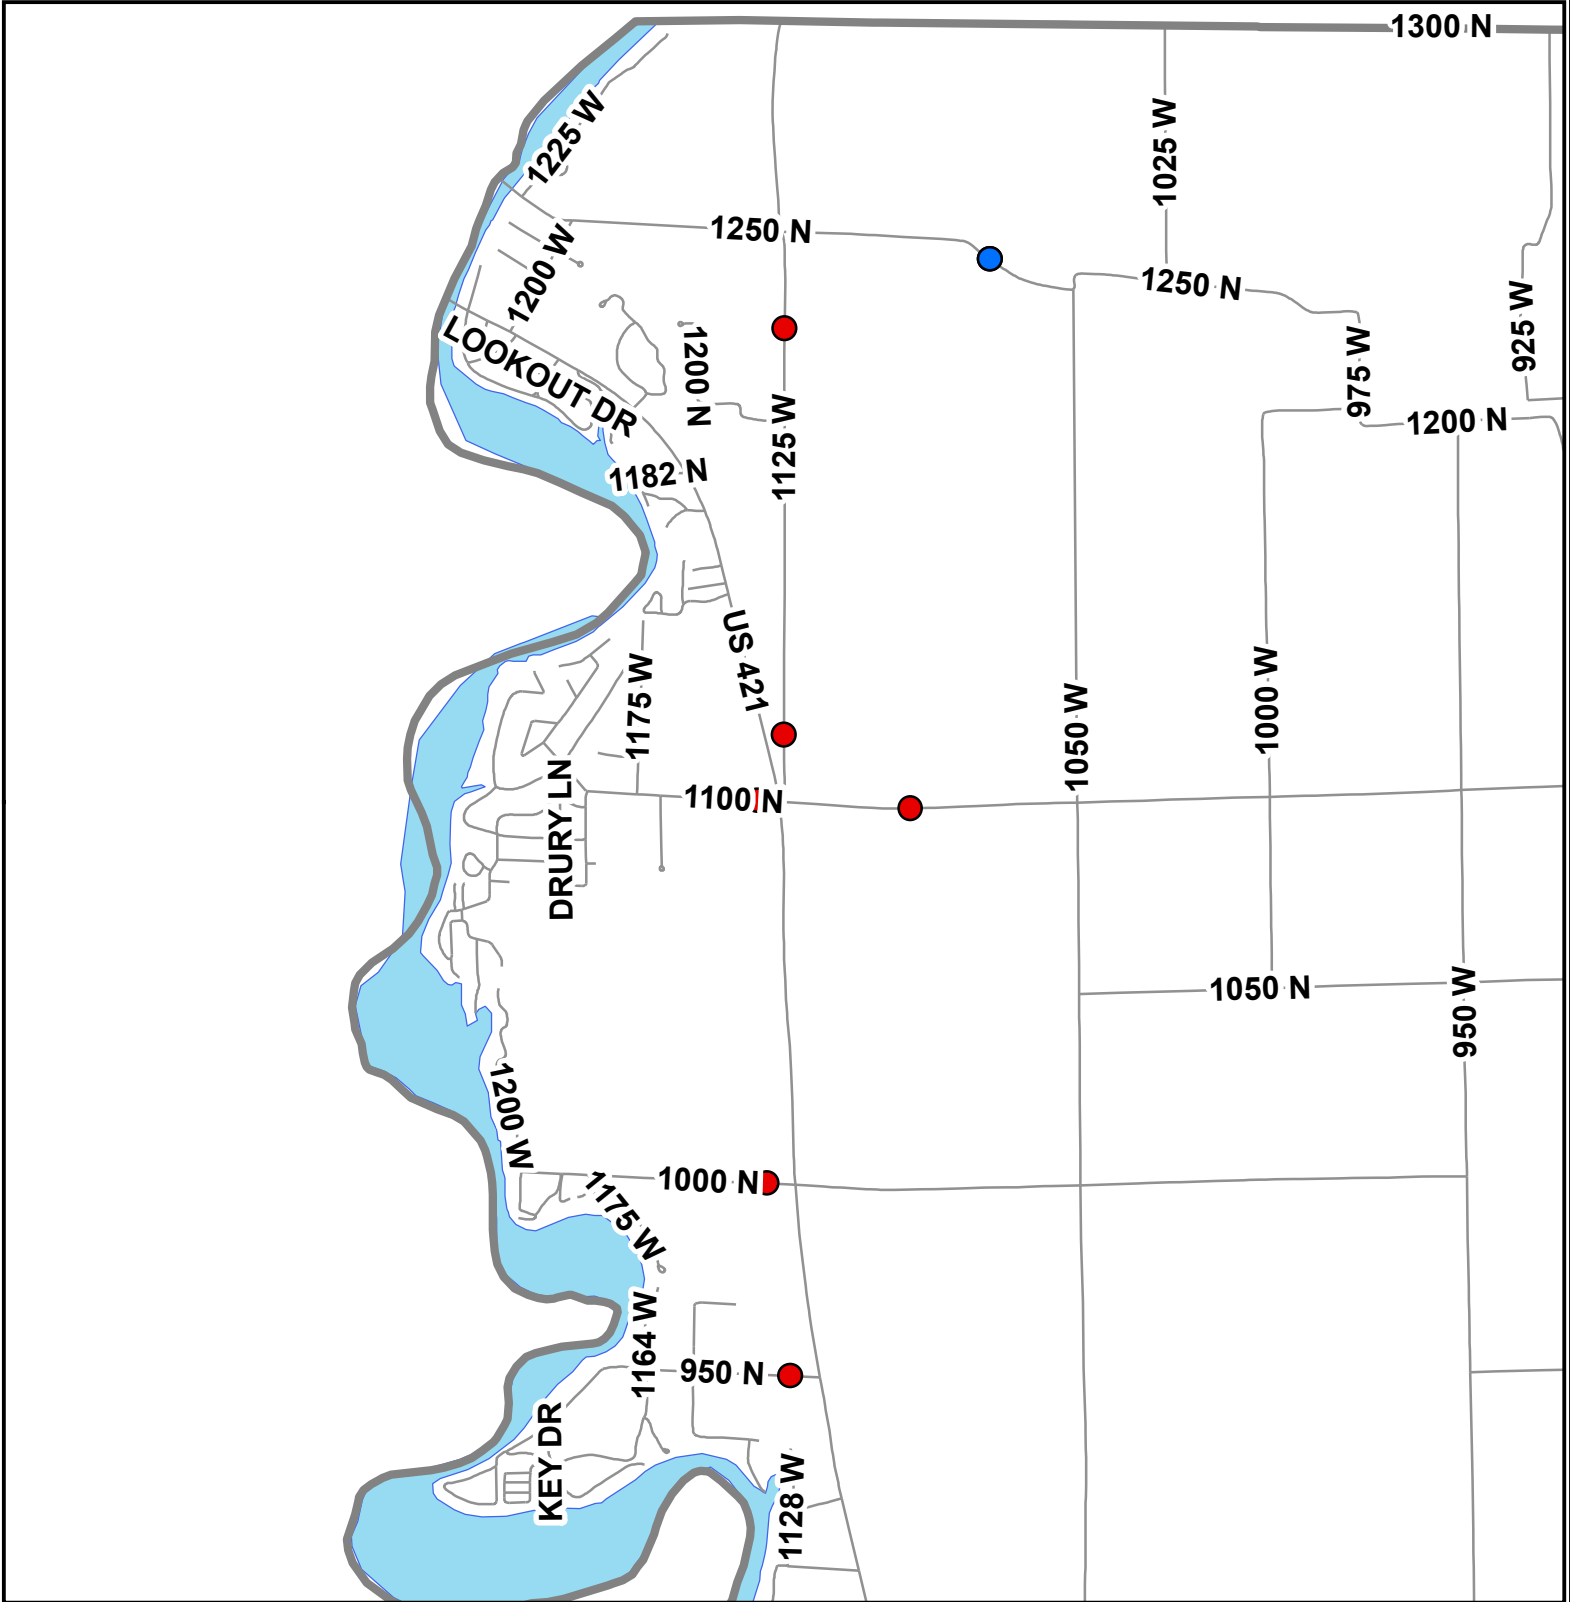 1300 N
1225 W
1025 W
1250 N
1200 W
1250 N
925 W
LOOKOUT DR
1200 N
975 W
1125 W
1200 N
1182 N
US 421
1175 W
1000 W
1050 W
1100 N
DRURY LN
1050 N
950 W
1200 W
1000 N
1175 W
1164 W
950 N
KEY DR
1128 W